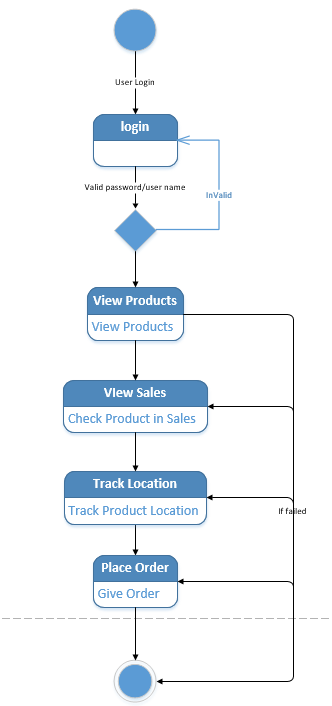 User Login
login
Valid password/user name
InValid
View Products
View Products
VIew Sales
Check Product in Sales
Track Location
Track Product Location
If failed
Place Order
Give Order